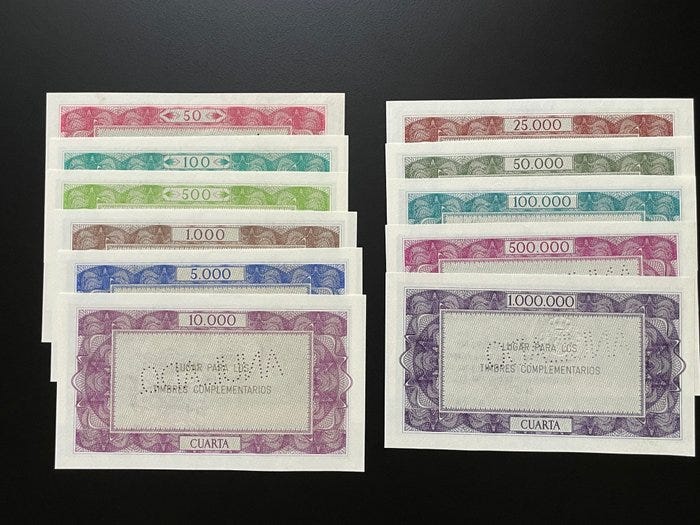 50
100
500
1.000
5.000
10.000
LUGAR PARA LOS
TIMBRES COMPLEMENTARIOS
CUARTA
25.000
50.000
100.000
500.000
1.000.000
LUGAR PARA LOS
TIMBRES COMPLEMENTARIOS
CUARTA